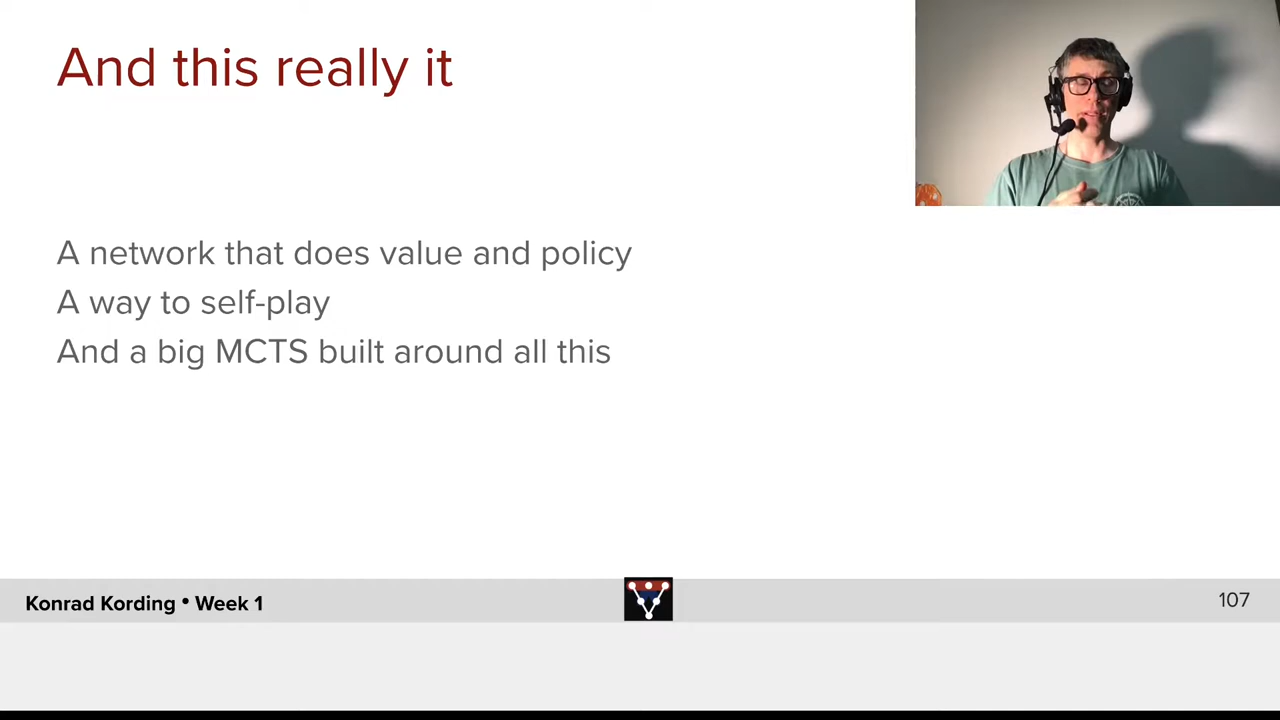 And this really it
A network that does value and policy
A way to self-play
And a big MCTS built around all this
Konrad Kording • Week 1
107